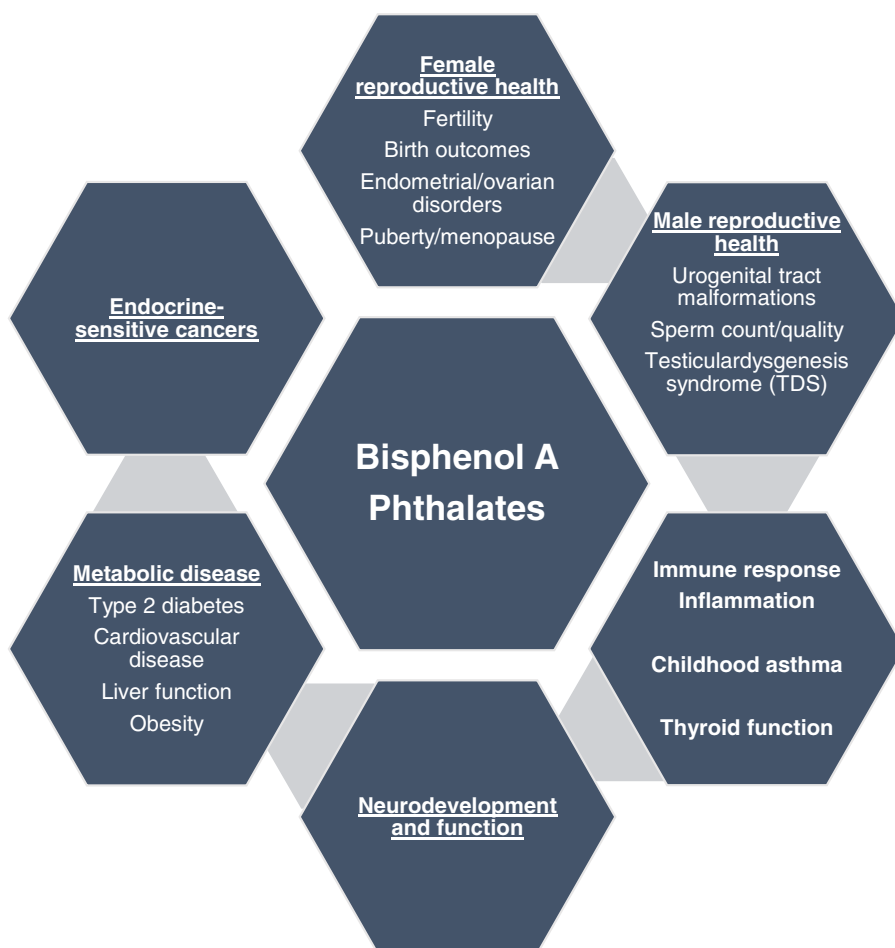 Female
reproductive health
Fertility
Birth outcomes
Endometrial/ovarian
disorders
Puberty/menopause
Male reproductive
health
Urogenital tract
malformations
Sperm count/quality
Testiculardysgenesis
syndrome (TDS)
Endocrine-
sensitive cancers
Bisphenol A
Phthalates
Immune response
Inflammation
Childhood asthma
Thyroid function
Metabolic disease
Type 2 diabetes
Cardiovascular
disease
Liver function
Obesity
Neurodevelopment
and function